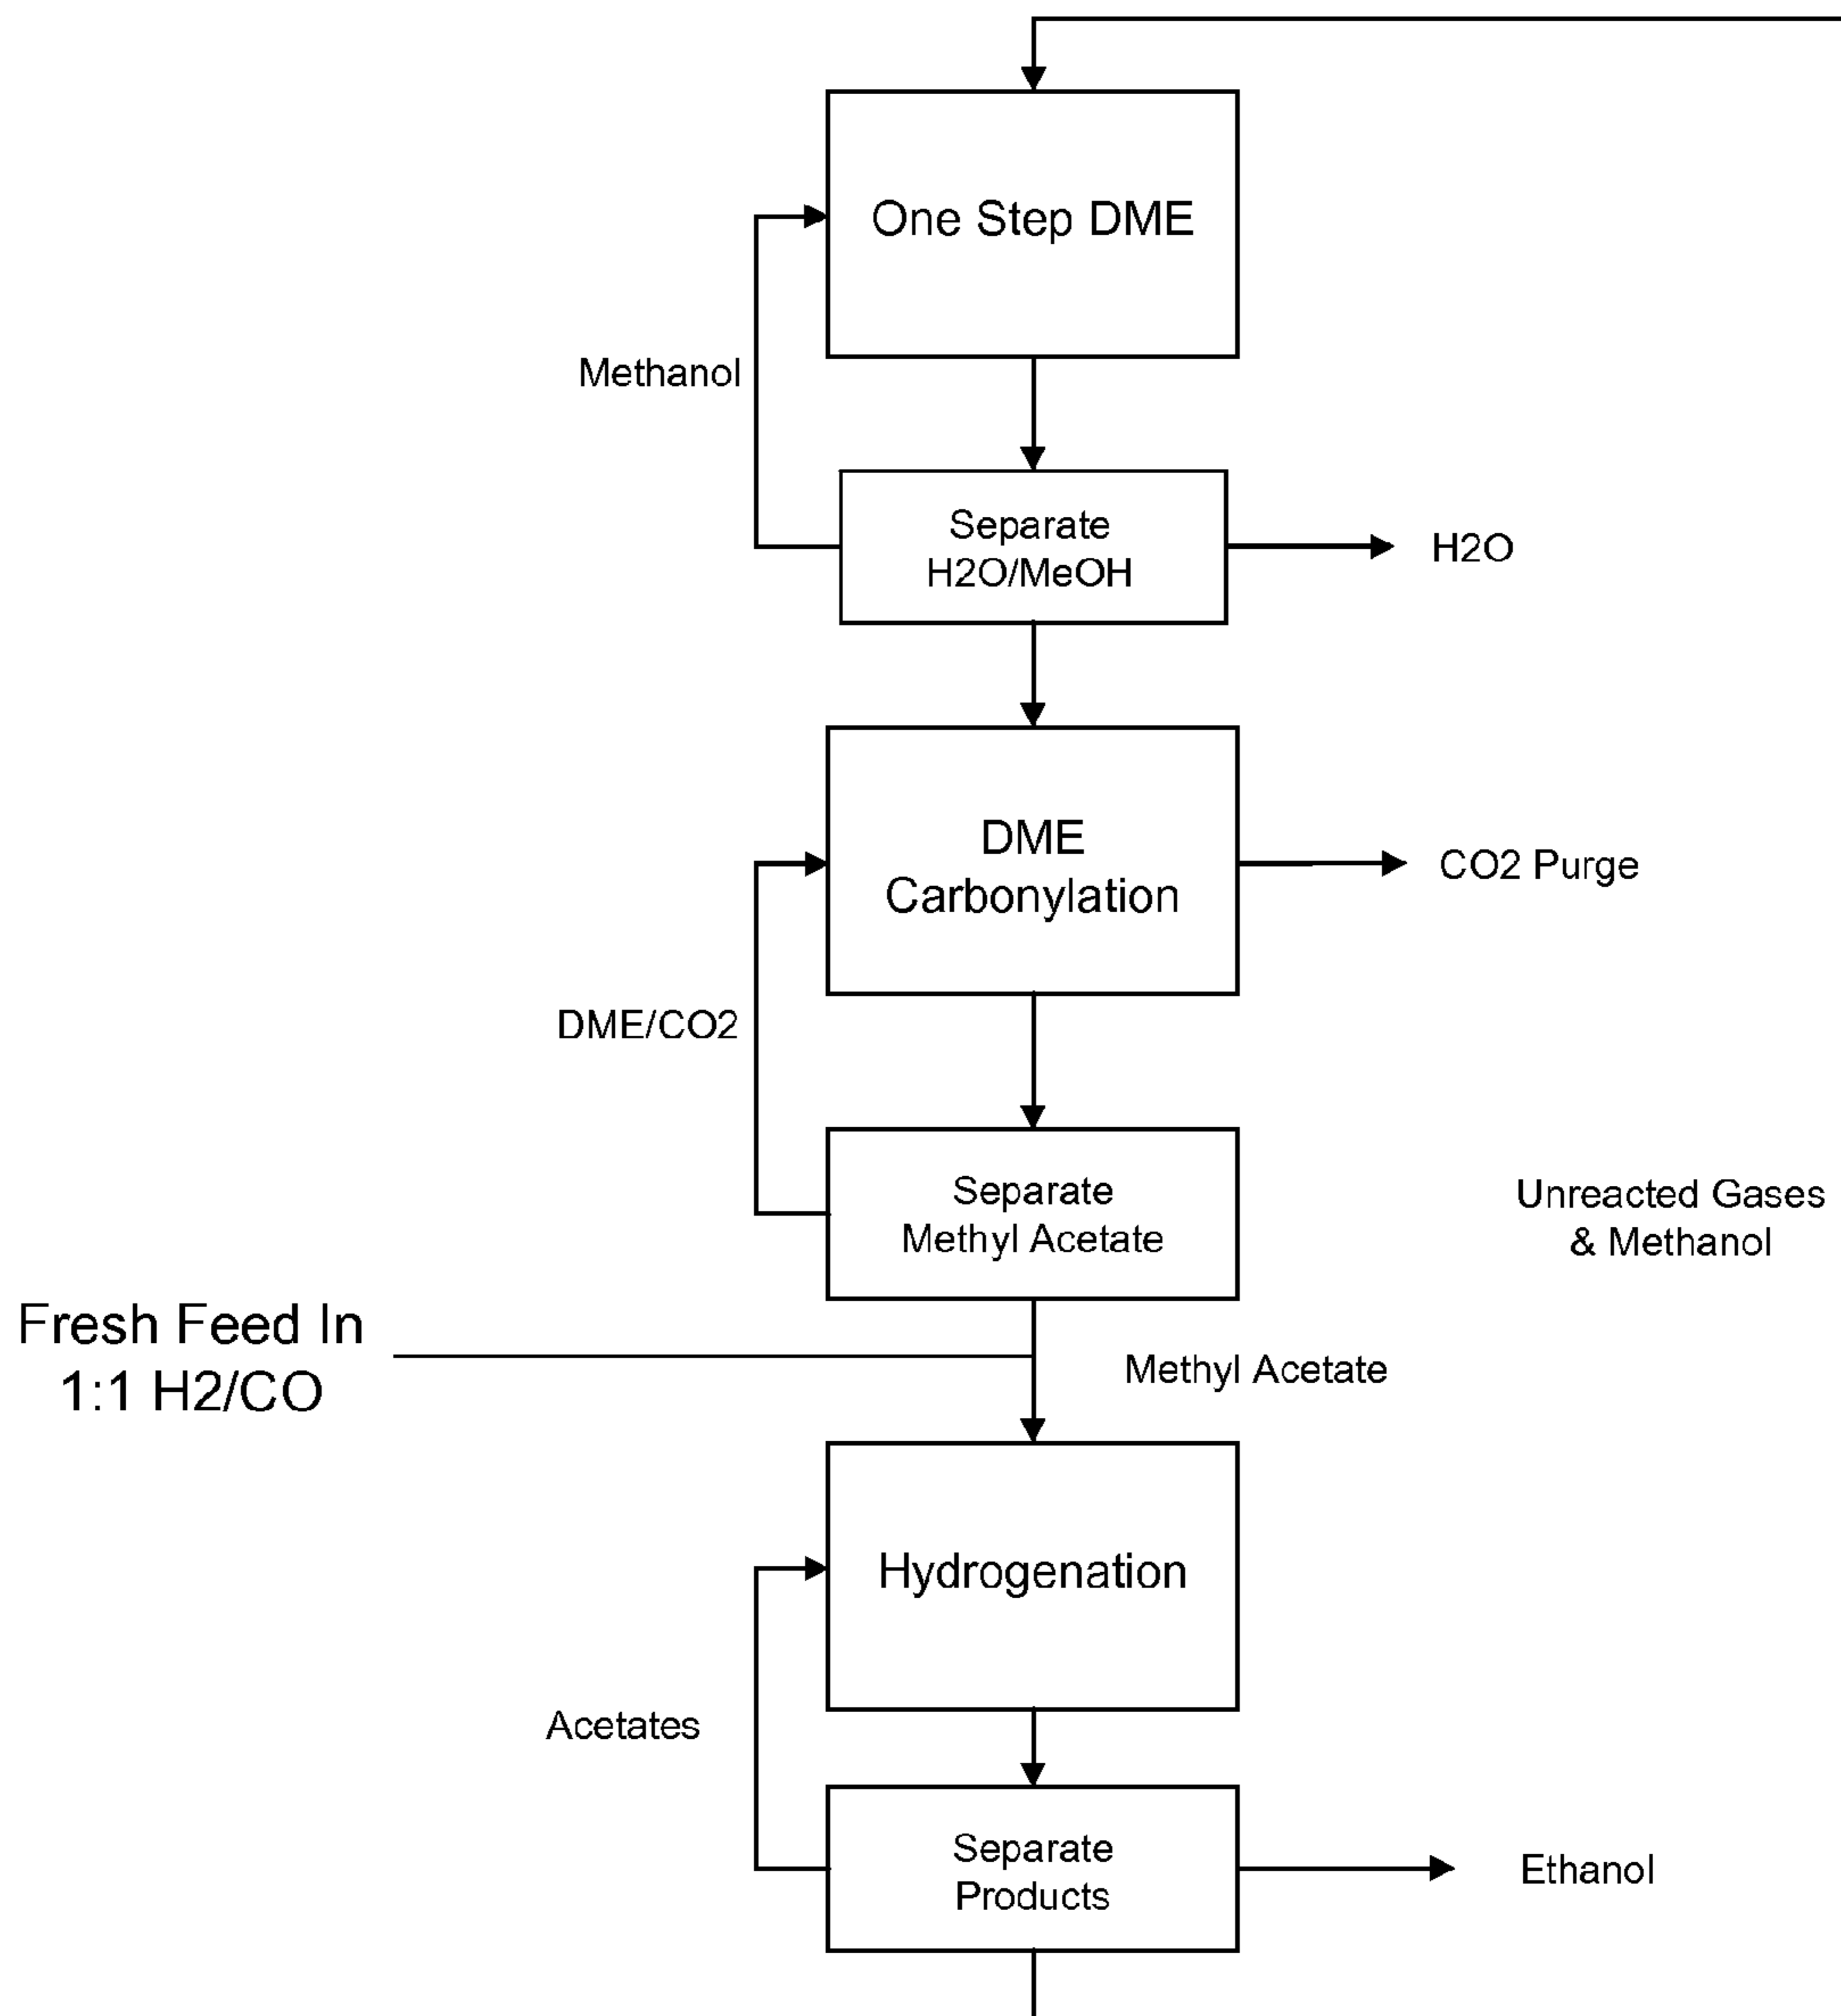 One Step DME
Methanol
Separate
H2O/MeOH
H2O
DME
Carbonylation
CO2 Purge
DME/CO2
Separate
Methyl Acetate
Unreacted Gases
& Methanol
Fresh Feed In
1:1 H2/CO
Methyl Acetate
Hydrogenation
Acetates
Separate
Products
Ethanol